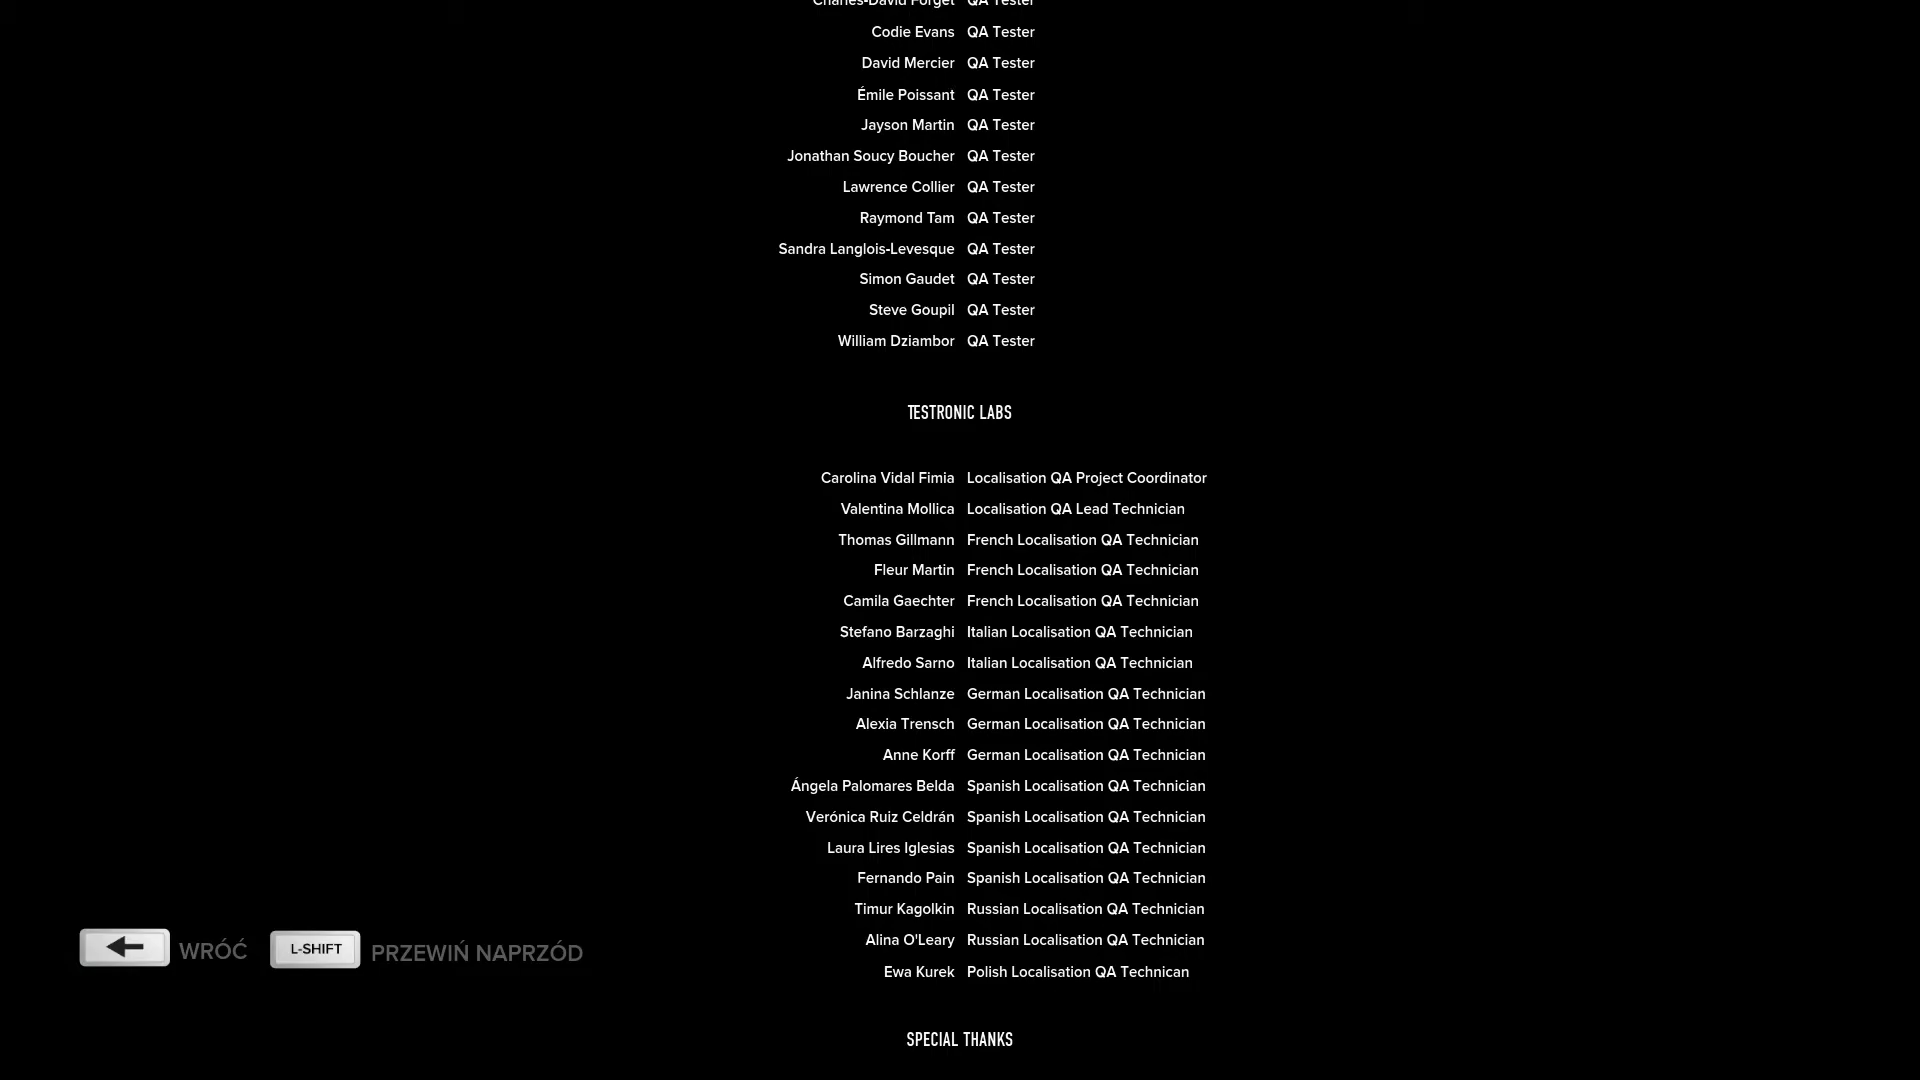 Charles-David Forget QA Tester
Codie Evans QA Tester
David Mercier QA Tester
Émile Poissant QA Tester
Jayson Martin QA Tester
Jonathan Soucy Boucher QA Tester
Lawrence Collier QA Tester
Raymond Tam QA Tester
Sandra Langlois-Levesque QA Tester
Simon Gaudet QA Tester
Steve Goupil QA Tester
William Dziambor QA Tester
TESTRONIC LABS
Carolina Vidal Fimia Localisation QA Project Coordinator
Valentina Mollica Localisation QA Lead Technician
Thomas Gillmann French Localisation QA Technician
Fleur Martin French Localisation QA Technician
Camila Gaechter French Localisation QA Technician
Stefano Barzaghi Italian Localisation QA Technician
Alfredo Sarno Italian Localisation QA Technician
Janina Schlanze German Localisation QA Technician
Alexia Trensch German Localisation QA Technician
Anne Korff German Localisation QA Technician
Ángela Palomares Belda Spanish Localisation QA Technician
Verónica Ruiz Celdrán Spanish Localisation QA Technician
Laura Lires Iglesias Spanish Localisation QA Technician
Fernando Pain Spanish Localisation QA Technician
Timur Kagolkin Russian Localisation QA Technician
Alina O'Leary Russian Localisation QA Technician
Ewa Kurek Polish Localisation QA Technican
WRÓĆ L-SHIFT PRZEWIŃ NAPRZÓD
SPECIAL THANKS